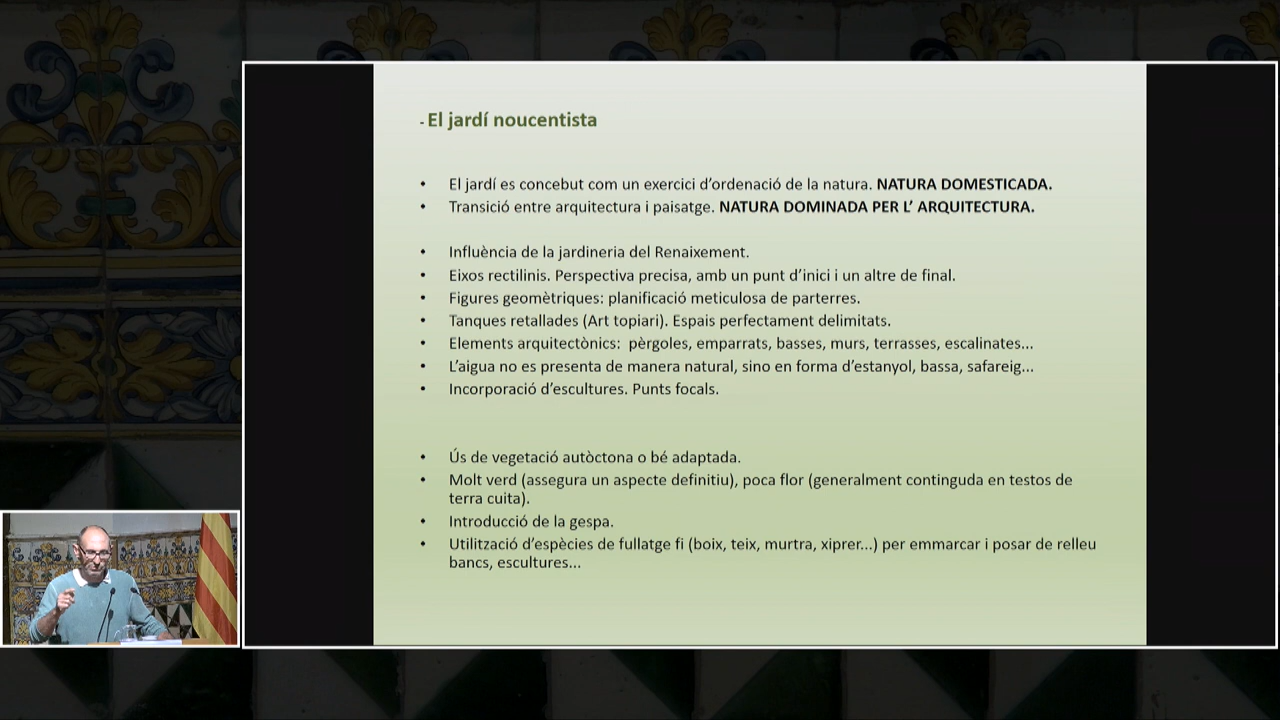 - El jardí noucentista
• El jardí es concebut com un exercici d’ordenació de la natura. NATURA DOMESTICADA.
• Transició entre arquitectura i paisatge. NATURA DOMINADA PER L’ ARQUITECTURA.
• Influència de la jardineria del Renaixement.
• Eixos rectilinis. Perspectiva precisa, amb un punt d’inici i un altre de final.
• Figures geomètriques: planificació meticulosa de parterres.
• Tanques retallades (Art topiari). Espais perfectament delimitats.
• Elements arquitectònics:  pèrgoles, emparrats, basses, murs, terrasses, escalinates...
• L’aigua no es presenta de manera natural, sino en forma d’estanyol, bassa, safareig...
• Incorporació d’escultures. Punts focals.
• Ús de vegetació autòctona o bé adaptada.
• Molt verd (assegura un aspecte definitiu), poca flor (generalment continguda en testos de
terra cuita).
• Introducció de la gespa.
• Utilització d’espècies de fullatge fi (boix, teix, murtra, xiprer...) per emmarcar i posar de relleu
bancs, escultures...